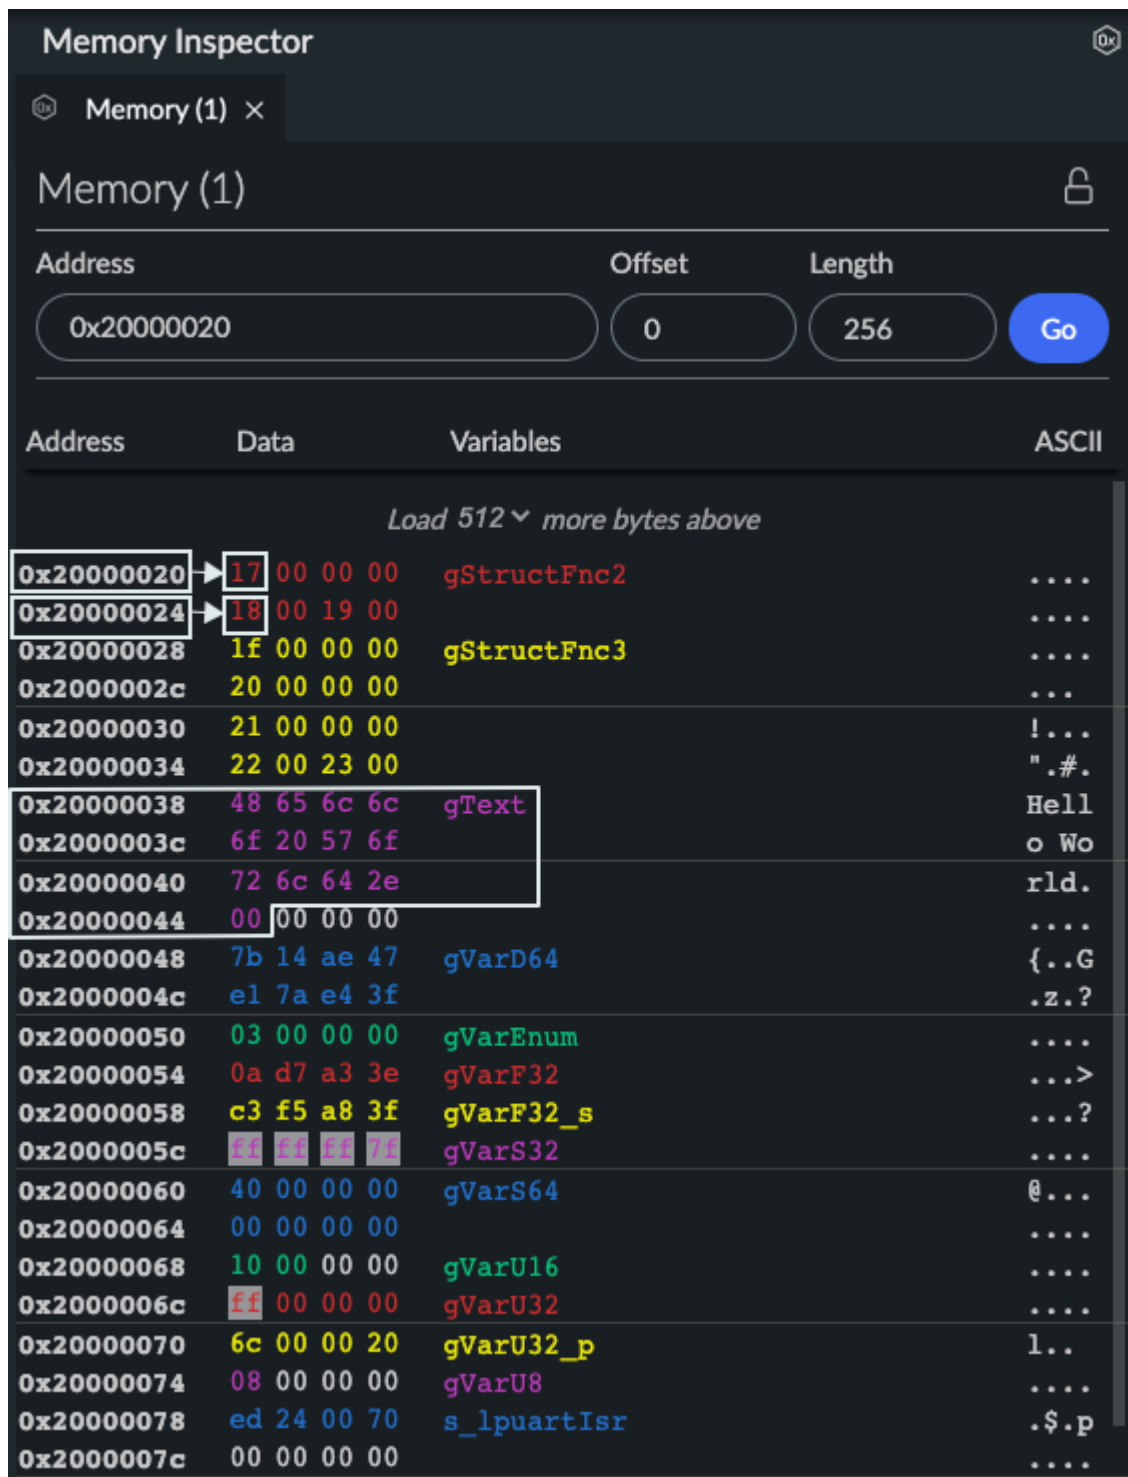 Memory Inspector
0x
0x Memory (1) ×
Memory (1)
Address Offset Length
0x20000020 0 256 Go
Address Data Variables ASCII
Load 512 more bytes above
0x20000020 17 00 00 00 gStructFnc2 ....
0x20000024 18 00 19 00 ....
0x20000028 1f 00 00 00 gStructFnc3 ....
0x2000002c 20 00 00 00 ...
0x20000030 21 00 00 00 !...
0x20000034 22 00 23 00 ".#.
0x20000038 48 65 6c 6c gText Hell
0x2000003c 6f 20 57 6f o Wo
0x20000040 72 6c 64 2e rld.
0x20000044 00 00 00 00 ....
0x20000048 7b 14 ae 47 gVarD64 {..G
0x2000004c e1 7a e4 3f .z.?
0x20000050 03 00 00 00 gVarEnum ....
0x20000054 0a d7 a3 3e gVarF32 ...>
0x20000058 c3 f5 a8 3f gVarF32_s ...?
0x2000005c ff ff ff 7f gVarS32 ....
0x20000060 40 00 00 00 gVarS64 @...
0x20000064 00 00 00 00 ....
0x20000068 10 00 00 00 gVarU16 ....
0x2000006c ff 00 00 00 gVarU32 ....
0x20000070 6c 00 00 20 gVarU32_p l..
0x20000074 08 00 00 00 gVarU8 ....
0x20000078 ed 24 00 70 s_lpuartIsr .$.p
0x2000007c 00 00 00 00 ....